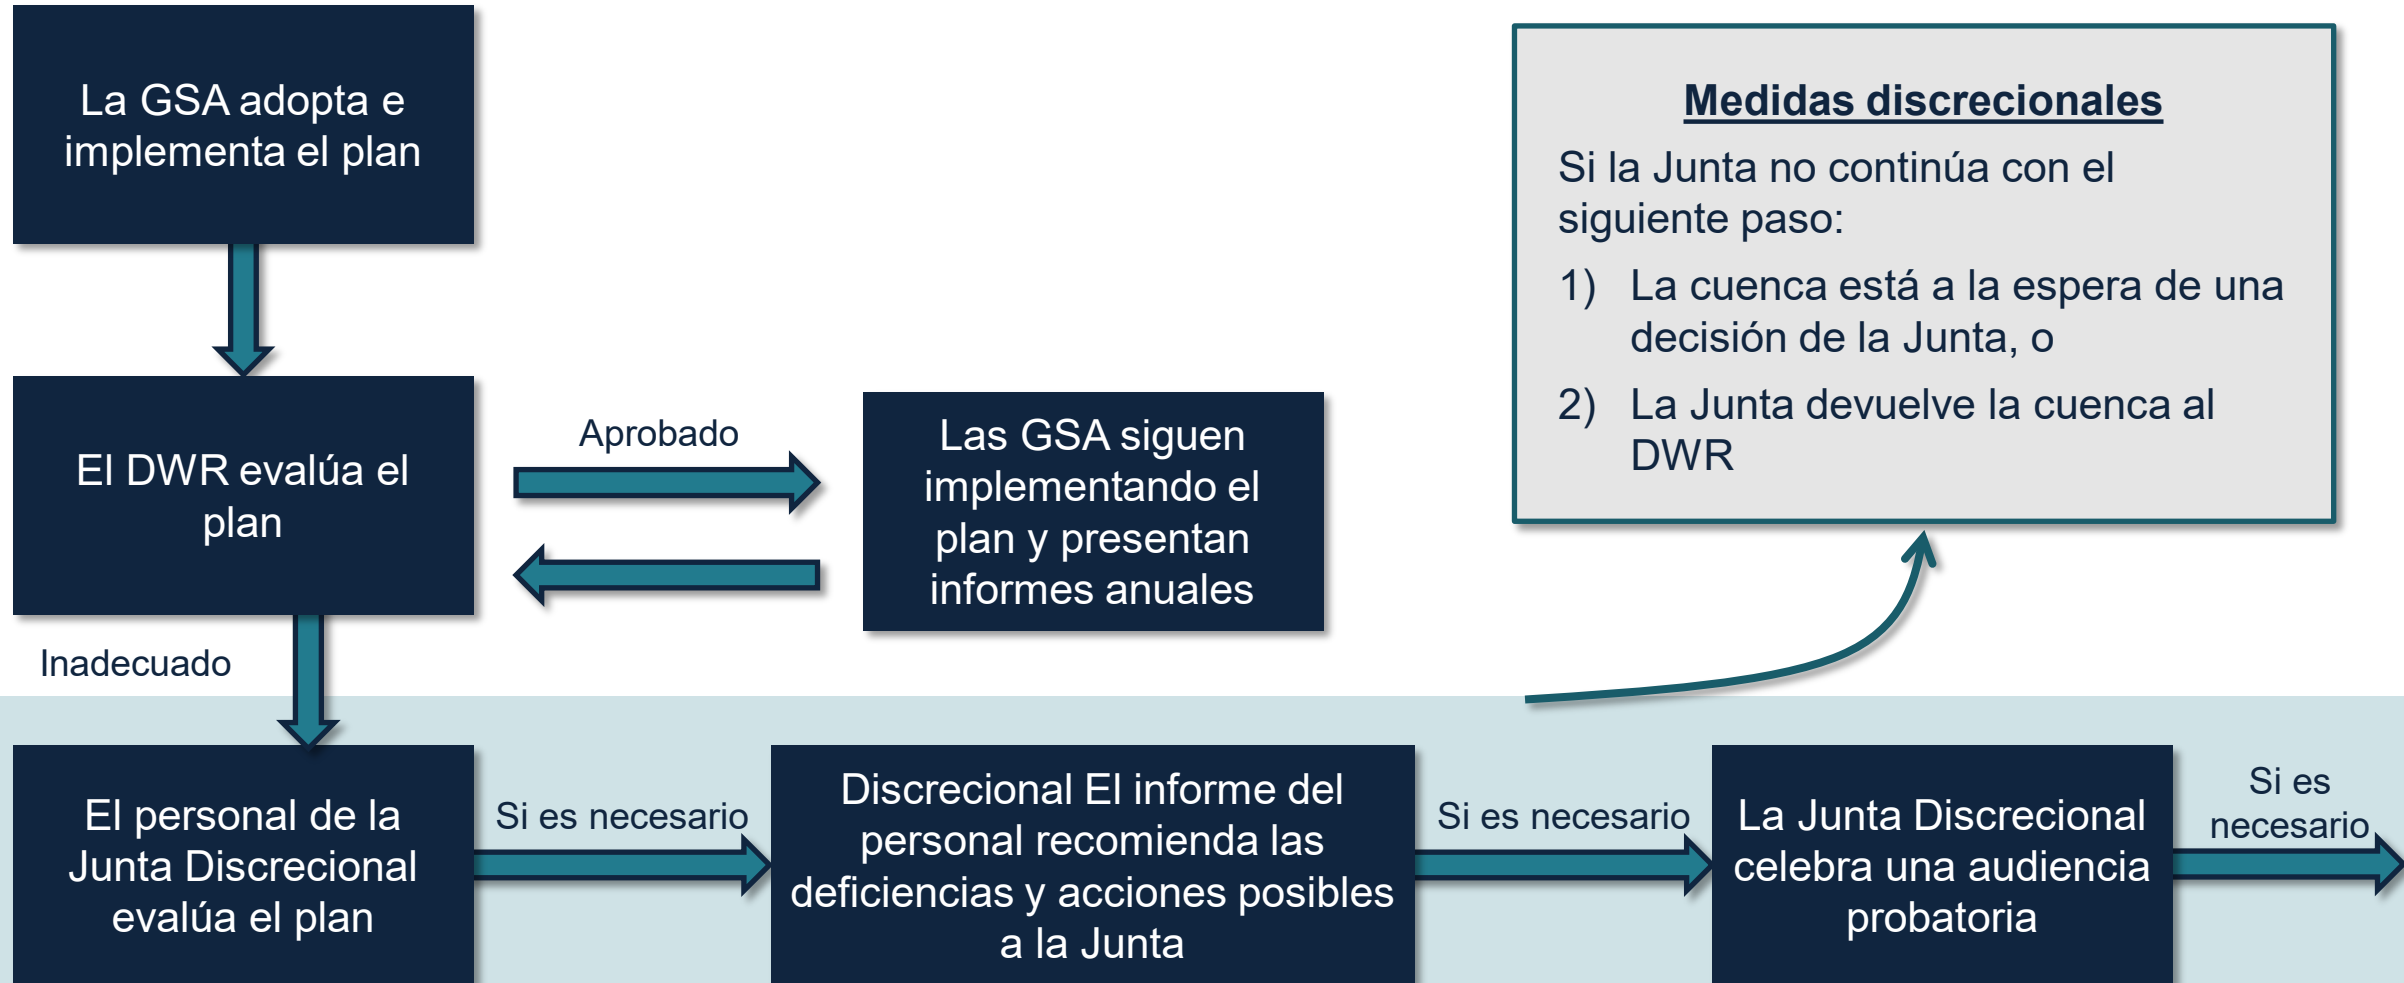 La GSA adopta e
implementa el plan
Medidas discrecionales
Si la Junta no continúa con el
siguiente paso:
1) La cuenca está a la espera de una
decisión de la Junta, o
2) La Junta devuelve la cuenca al
DWR
El DWR evalúa el
plan
Aprobado
Las GSA siguen
implementando el
plan y presentan
informes anuales
Inadecuado
El personal de la
Junta Discrecional
evalúa el plan
Si es necesario
Discrecional El informe del
personal recomienda las
deficiencias y acciones posibles
a la Junta
Si es necesario
La Junta Discrecional
celebra una audiencia
probatoria
Si es
necesario